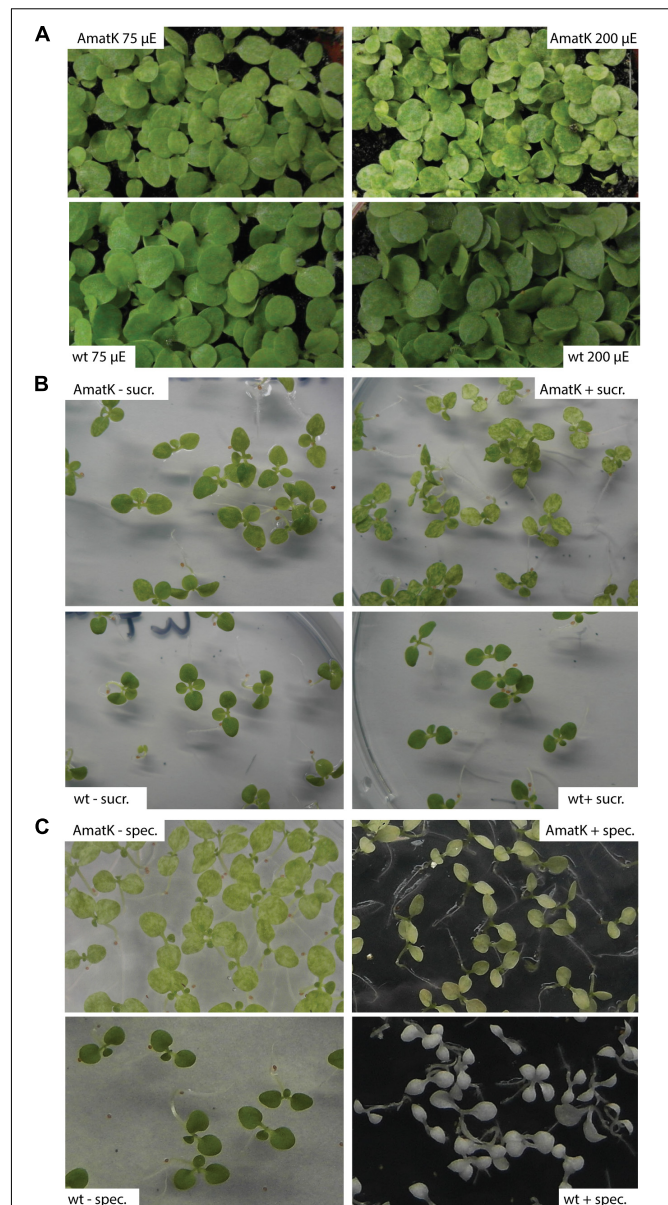 A
AmatK 75 µE
AmatK 200 µE
wt 75 µE
wt 200 µE
B
AmatK - sucr.
AmatK + sucr.
wt - sucr.
wt+ sucr.
C
AmatK - spec.
AmatK + spec.
wt - spec.
wt + spec.